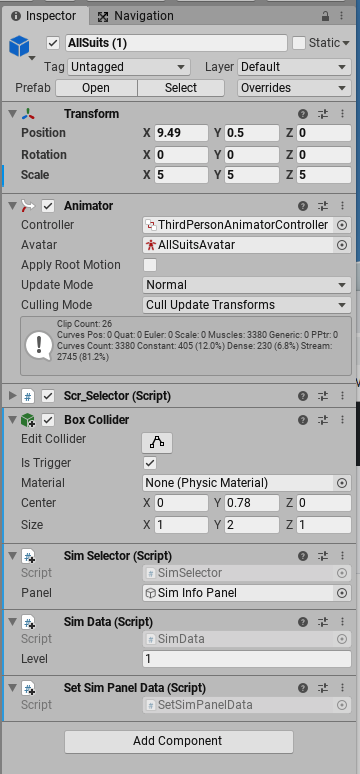 Inspector Navigation
AllSuits (1) Static
Tag Untagged Layer Default
Prefab Open Select Overrides
Transform
Position X 9.49 Y 0.5 Z 0
Rotation X 0 Y 0 Z 0
Scale X 5 Y 5 Z 5
Animator
Controller ThirdPersonAnimatorController
Avatar AllSuitsAvatar
Apply Root Motion
Update Mode Normal
Culling Mode Cull Update Transforms
Clip Count: 26
Curves Pos: 0 Quat: 0 Euler: 0 Scale: 0 Muscles: 3380 Generic: 0 PPtr: 0
Curves Count: 3380 Constant: 405 (12.0%) Dense: 230 (6.8%) Stream:
2745 (81.2%)
Scr_Selector (Script)
Box Collider
Edit Collider
Is Trigger
Material None (Physic Material)
Center X 0 Y 0.78 Z 0
Size X 1 Y 2 Z 1
Sim Selector (Script)
Script SimSelector
Panel Sim Info Panel
Sim Data (Script)
Script SimData
Level 1
Set Sim Panel Data (Script)
Script SetSimPanelData
Add Component